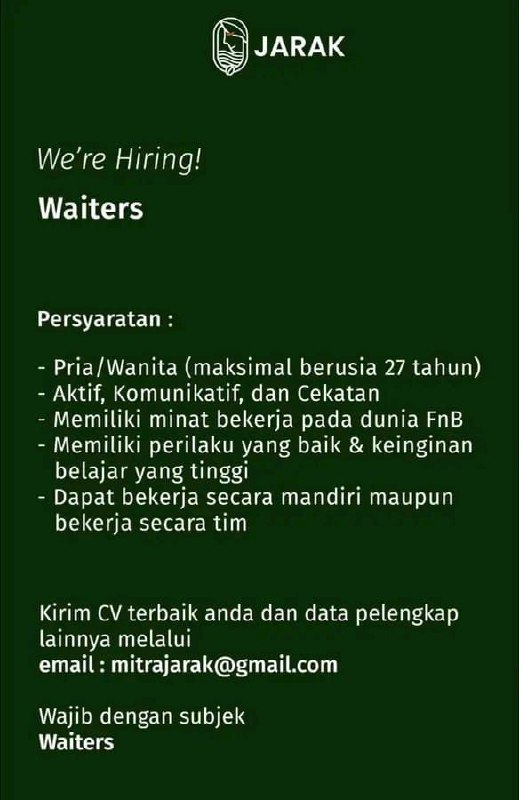 JARAK
We're Hiring!
Waiters
Persyaratan :
- Pria/Wanita (maksimal berusia 27 tahun)
- Aktif, Komunikatif, dan Cekatan
- Memiliki minat bekerja pada dunia FnB
- Memiliki perilaku yang baik & keinginan
belajar yang tinggi
- Dapat bekerja secara mandiri maupun
bekerja secara tim
Kirim CV terbaik anda dan data pelengkap
lainnya melalui
email : mitrajarak@gmail.com
Wajib dengan subjek
Waiters